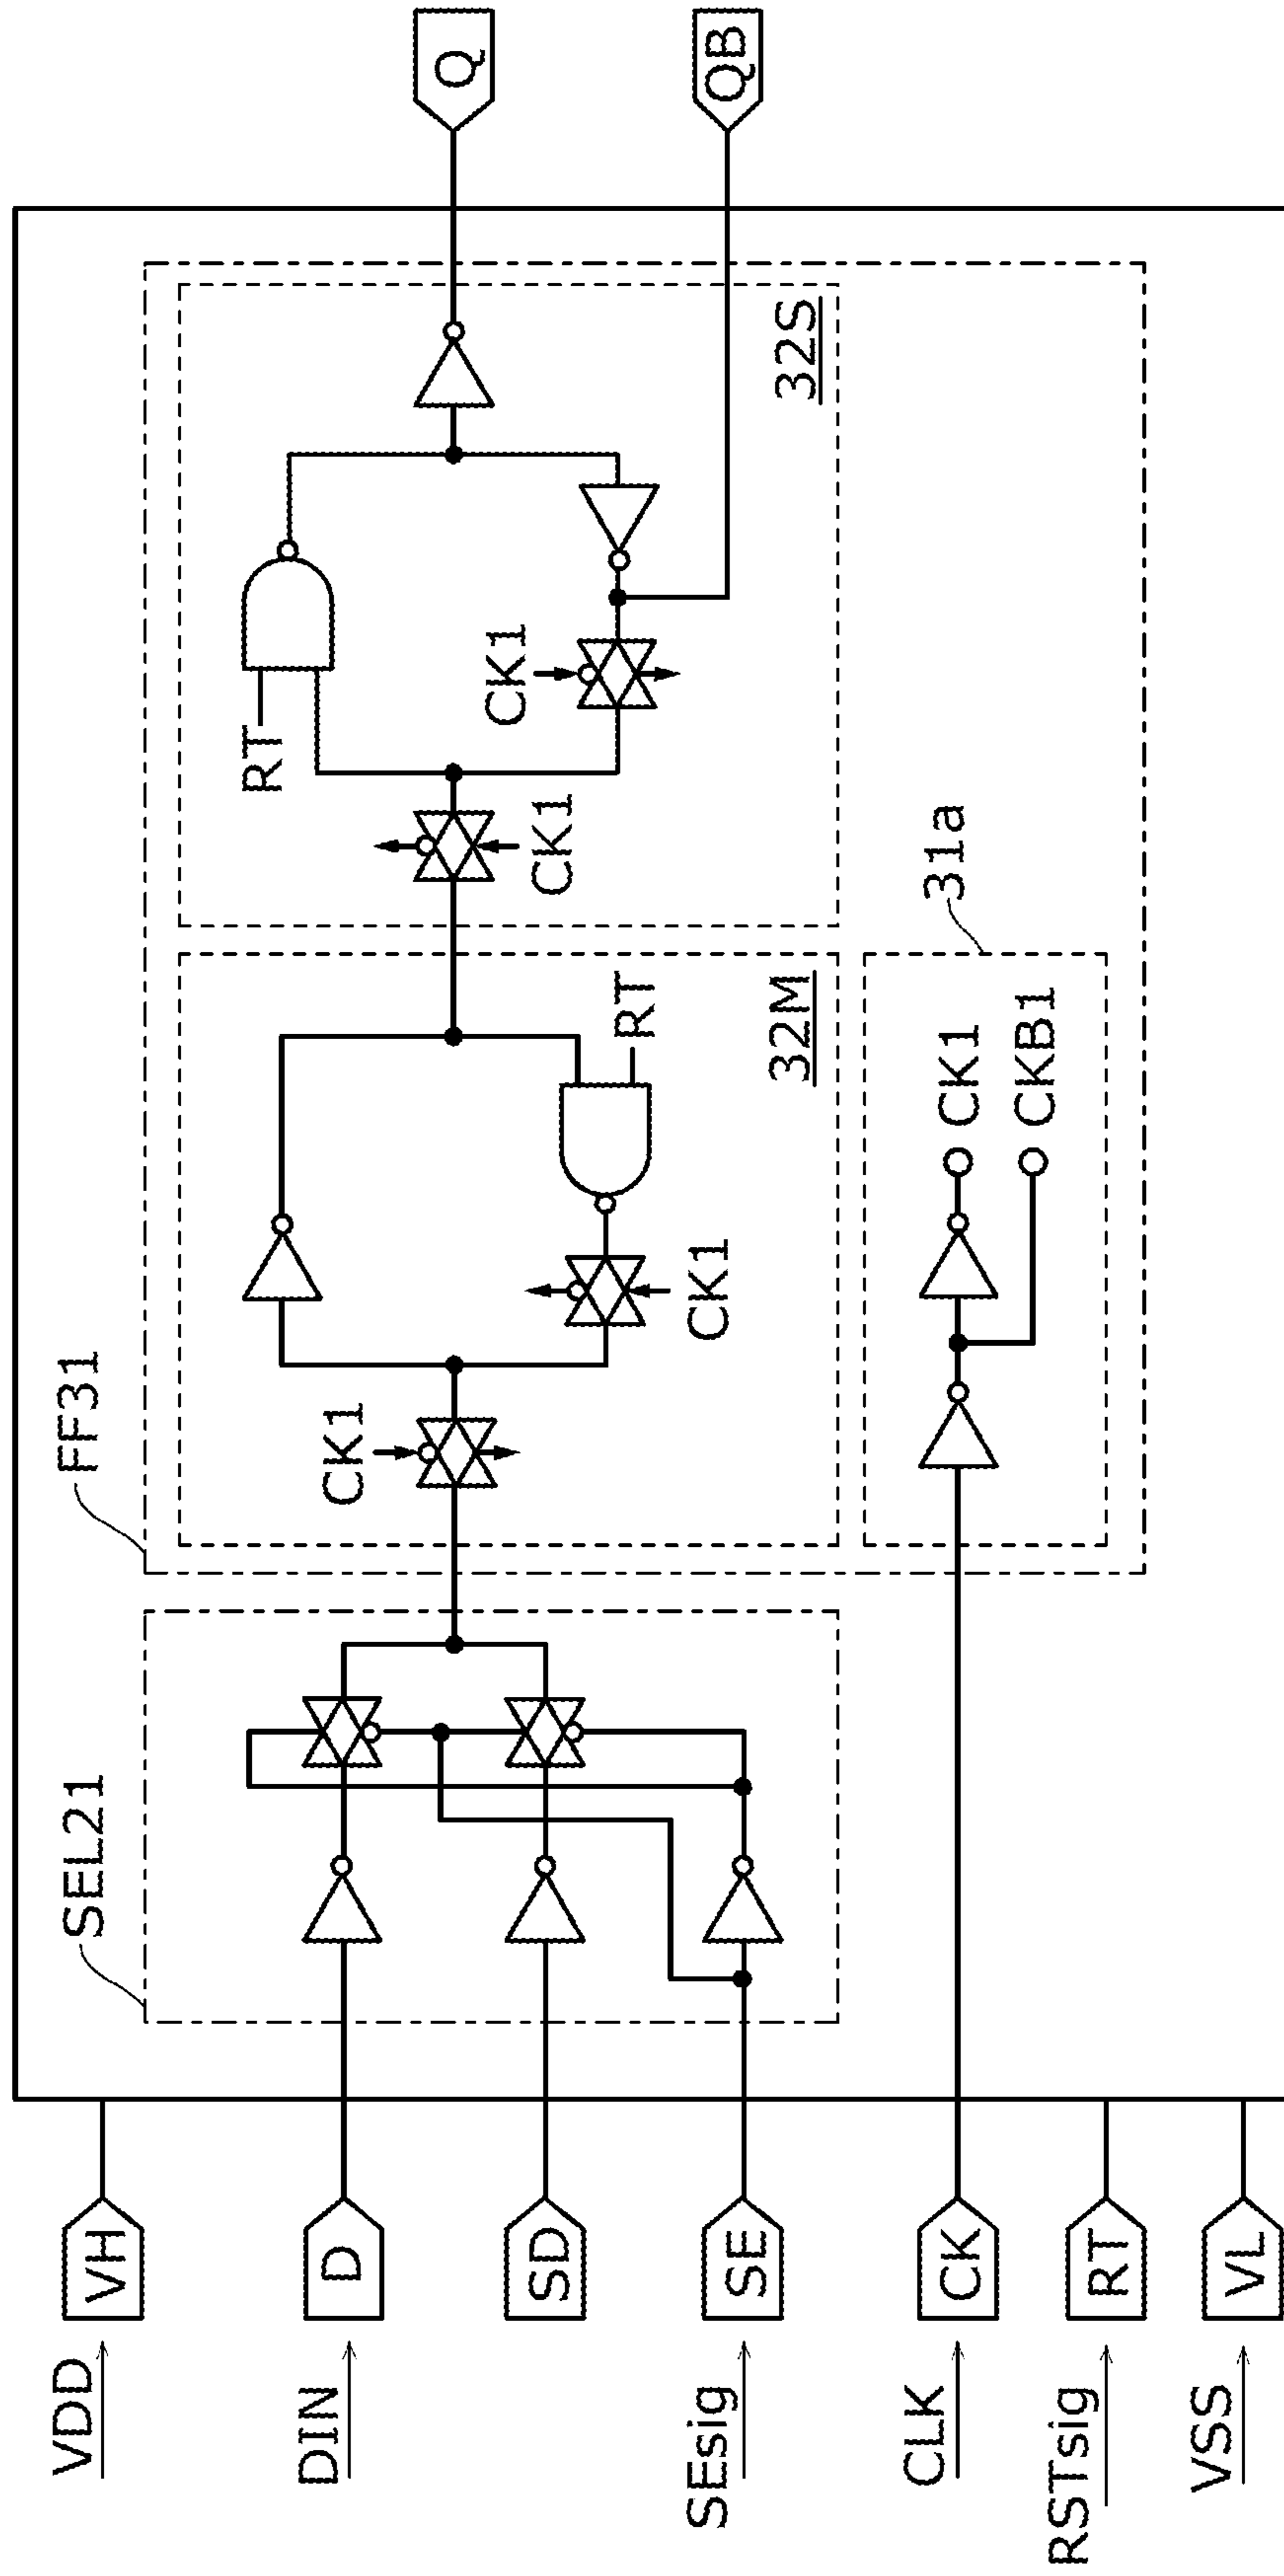 VDD
VH
DIN
D
SD
SEsig
SE
CLK
CK
RSTsig
RT
VSS
VL
SEL21
FF31
CK1
CK1
RT
32M
CK1
RT
CK1
32S
31a
CK1
CKB1
Q
QB